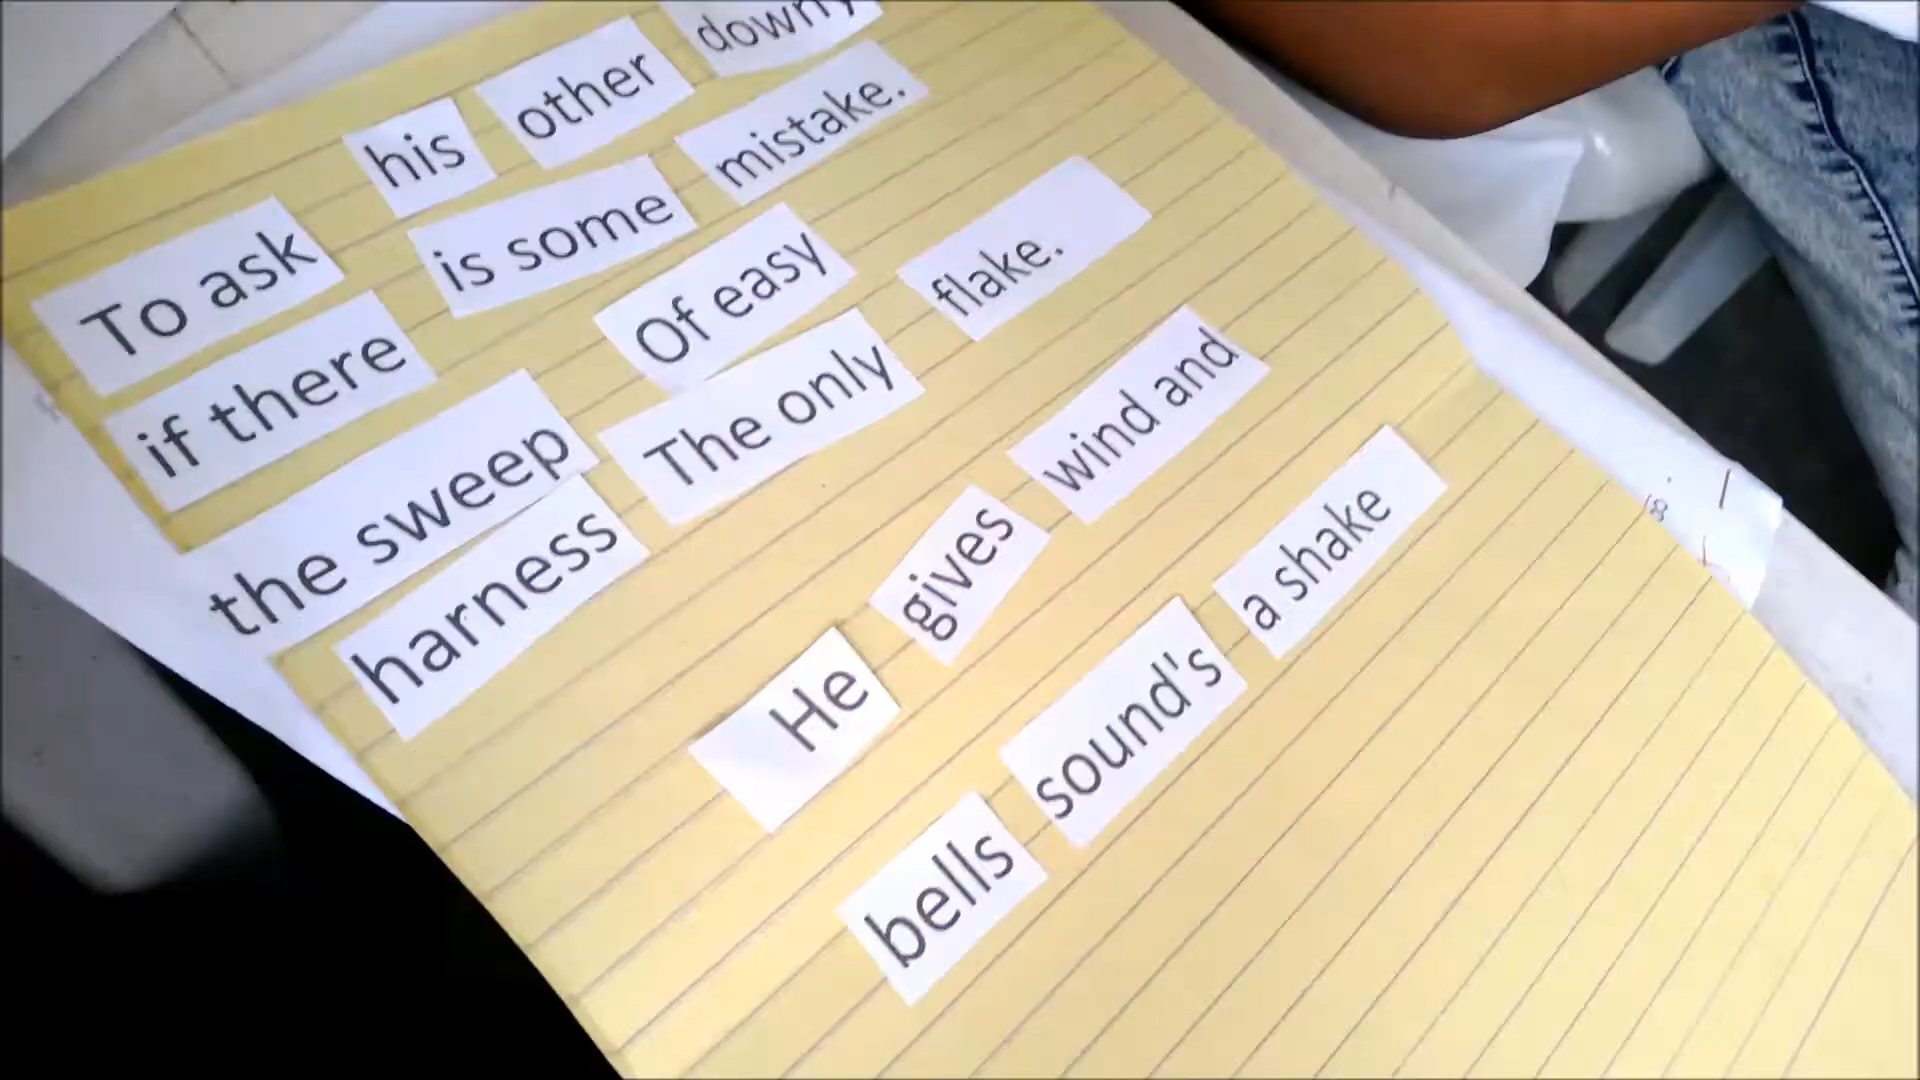 To ask his other downy
if there is some mistake.
the sweep Of easy
harness The only flake.
He gives wind and
bells sound's a shake